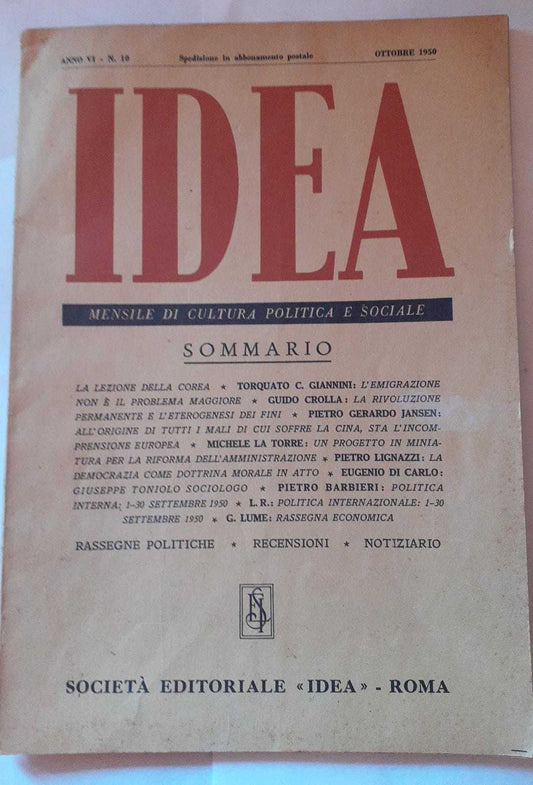 ANNO VI - N. 10 Spedizione in abbonamento postale OTTOBRE 1950
IDEA
MENSILE DI CULTURA POLITICA E SOCIALE
SOMMARIO
LA LEZIONE DELLA COREA ★ TORQUATO C. GIANNINI: L'EMIGRAZIONE
NON È IL PROBLEMA MAGGIORE ★ GUIDO CROLLA: LA RIVOLUZIONE
PERMANENTE E L'ETEROGENESI DEI FINI ★ PIETRO GERARDO JANSEN:
ALL'ORIGINE DI TUTTI I MALI DI CUI SOFFRE LA CINA, STA L'INCOM-
PRENSIONE EUROPEA ★ MICHELE LA TORRE: UN PROGETTO IN MINIA-
TURA PER LA RIFORMA DELL'AMMINISTRAZIONE ★ PIETRO LIGNAZZI: LA
DEMOCRAZIA COME DOTTRINA MORALE IN ATTO ★ EUGENIO DI CARLO:
GIUSEPPE TONIOLO SOCIOLOGO ★ PIETRO BARBIERI: POLITICA
INTERNA: 1-30 SETTEMBRE 1950 ★ L. R.: POLITICA INTERNAZIONALE: 1-30
SETTEMBRE 1950 ★ G. LUME: RASSEGNA ECONOMICA
RASSEGNE POLITICHE ★ RECENSIONI ★ NOTIZIARIO
SOCIETÀ EDITORIALE «IDEA» - ROMA